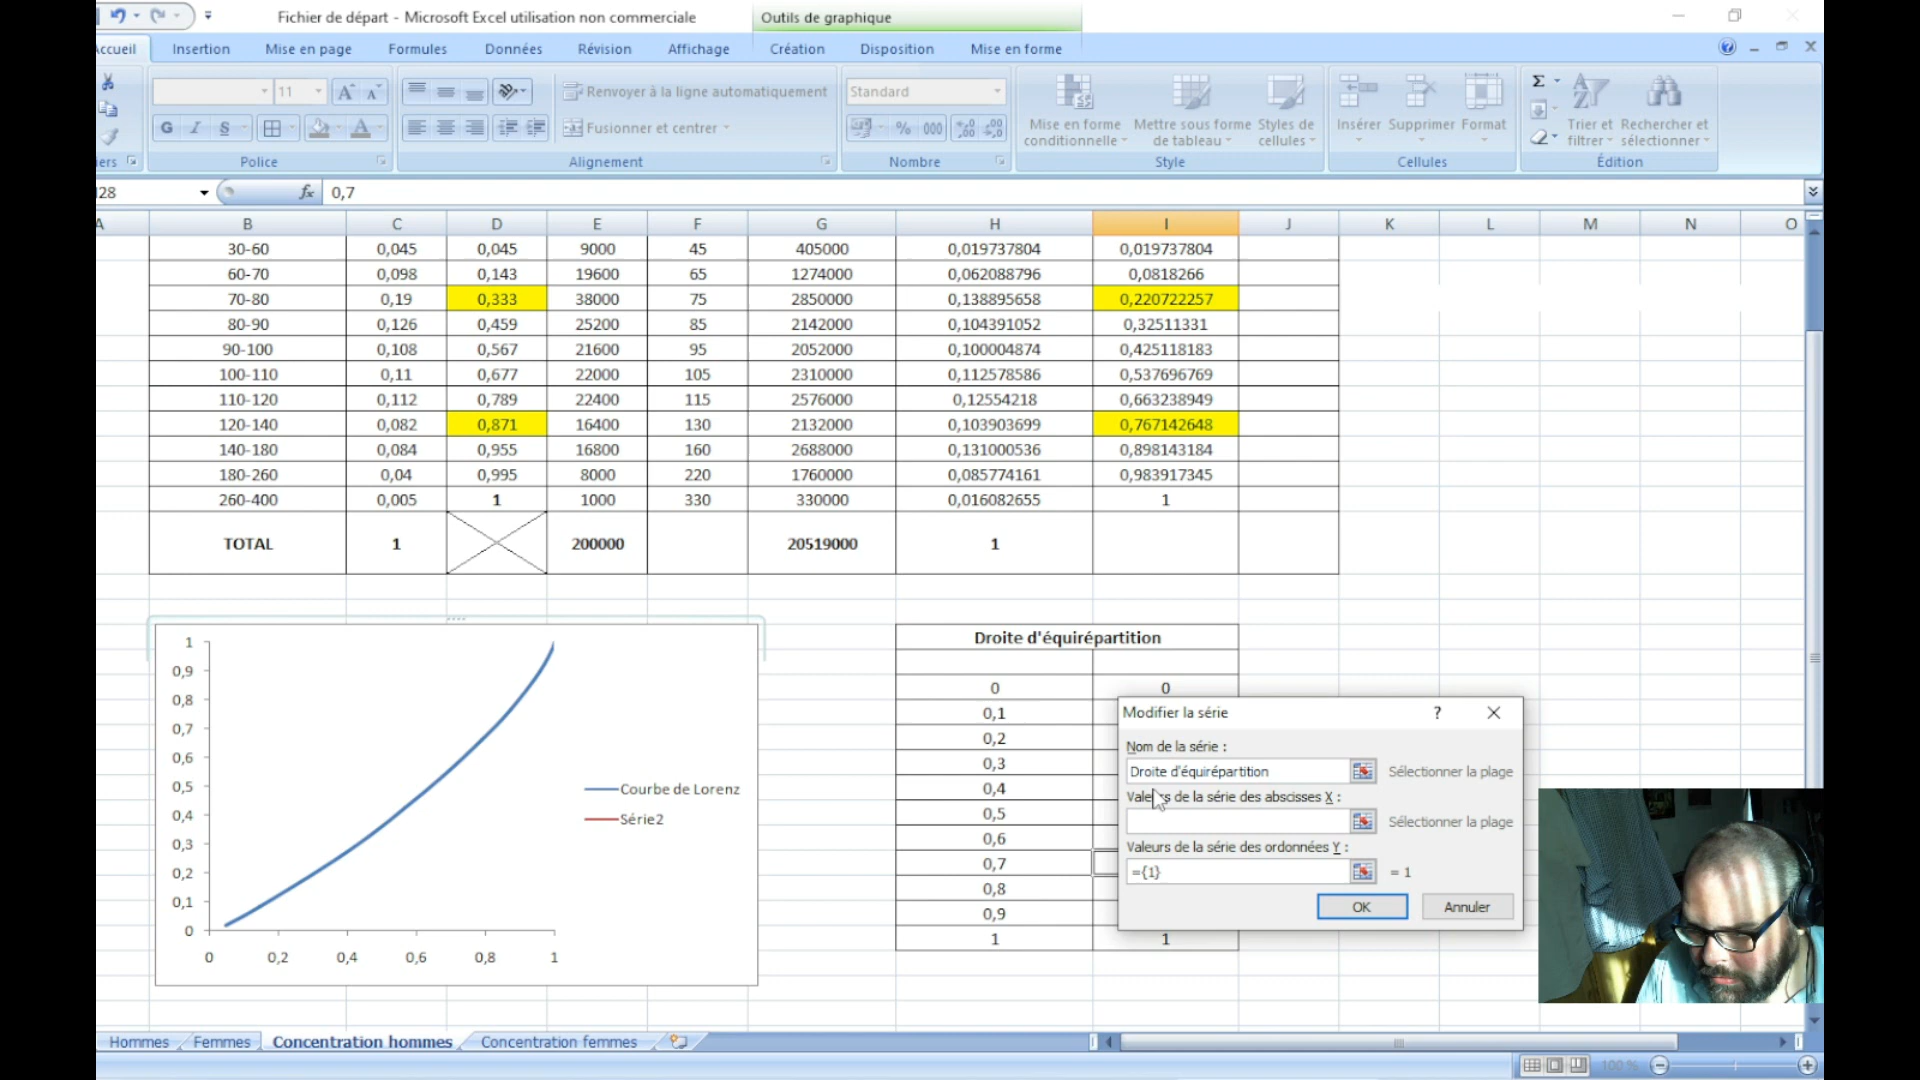 Fichier de départ - Microsoft Excel utilisation non commerciale
Outils de graphique
Accueil Insertion Mise en page Formules Données Révision Affichage Création Disposition Mise en forme
11
Renvoyer à la ligne automatiquement
Standard
Mise en forme conditionnelle
Mettre sous forme de tableau
Styles de cellules
Insérer Supprimer Format
Trier et filtrer
Rechercher et sélectionner
G I S
Fusionner et centrer
% 000
Police Alignement Nombre Style Cellules Édition
I28 fx 0,7
A B C D E F G H I J K L M N O
30-60 0,045 0,045 9000 45 405000 0,019737804 0,019737804
60-70 0,098 0,143 19600 65 1274000 0,062088796 0,0818266
70-80 0,19 0,333 38000 75 2850000 0,138895658 0,220722257
80-90 0,126 0,459 25200 85 2142000 0,104391052 0,32511331
90-100 0,108 0,567 21600 95 2052000 0,100004874 0,425118183
100-110 0,11 0,677 22000 105 2310000 0,112578586 0,537696769
110-120 0,112 0,789 22400 115 2576000 0,12554218 0,663238949
120-140 0,082 0,871 16400 130 2132000 0,103903699 0,767142648
140-180 0,084 0,955 16800 160 2688000 0,131000536 0,898143184
180-260 0,04 0,995 8000 220 1760000 0,085774161 0,983917345
260-400 0,005 1 1000 330 330000 0,016082655 1
TOTAL 1 200000 20519000 1
1
0,9
0,8
0,7
0,6
0,5
0,4
0,3
0,2
0,1
0
0 0,2 0,4 0,6 0,8 1
Courbe de Lorenz
Série2
Droite d'équirépartition
0 0
0,1
0,2
0,3
0,4
0,5
0,6
0,7
0,8
0,9
1 1
Modifier la série ?
Nom de la série :
Droite d'équirépartition Sélectionner la plage
Valeurs de la série des abscisses X :
Sélectionner la plage
Valeurs de la série des ordonnées Y :
={1} = 1
OK Annuler
Hommes Femmes Concentration hommes Concentration femmes
100 %